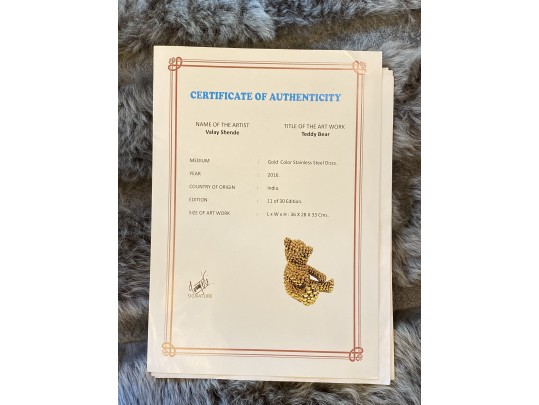 CERTIFICATE OF AUTHENTICITY
NAME OF THE ARTIST TITLE OF THE ART WORK
Valay Shende Teddy Bear
MEDIUM : Gold Color Stainless Steel Discs.
YEAR : 2016.
COUNTRY OF ORIGIN : India.
EDITION : 11 of 30 Edition.
SIZE OF ART WORK : L x W x H : 36 X 28 X 33 Cms.
SIGNATURE